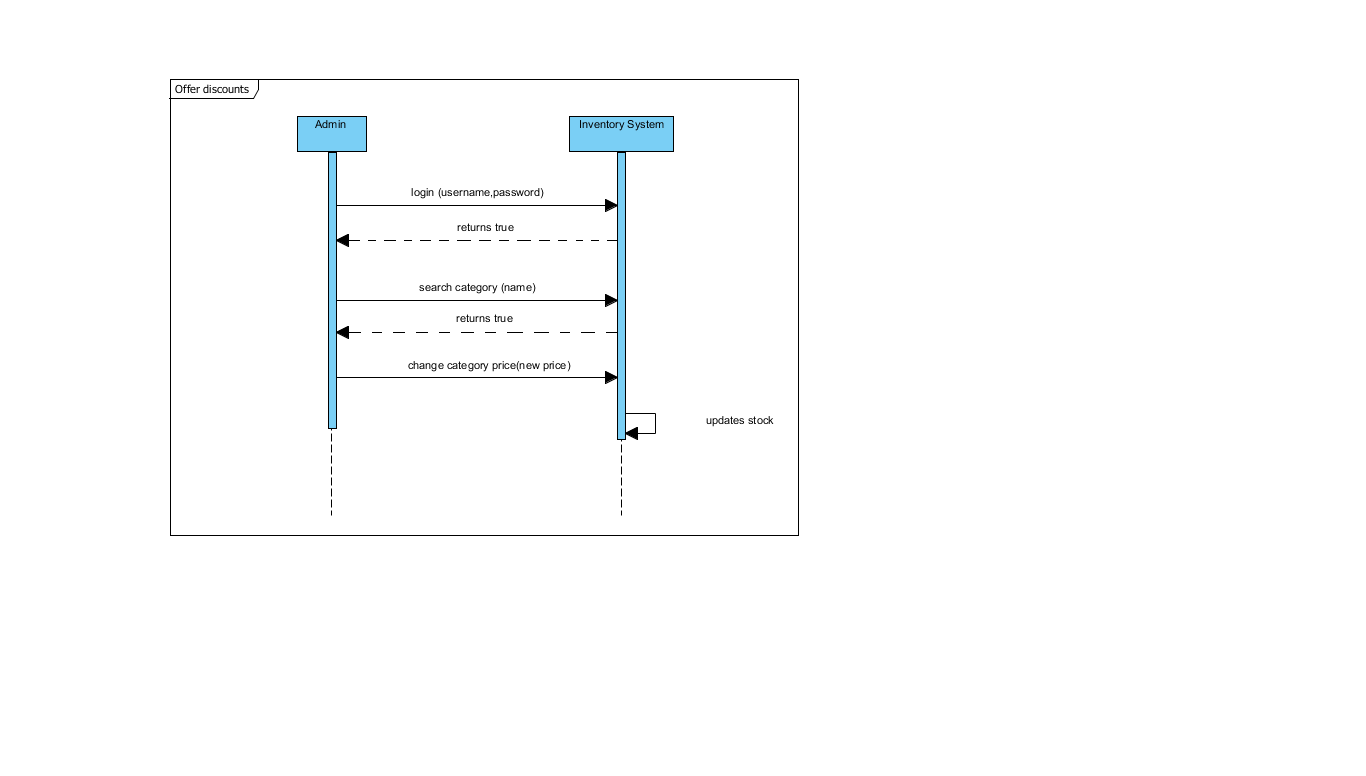 Offer discounts
Admin
Inventory System
login (username,password)
returns true
search category (name)
returns true
change category price(new price)
updates stock